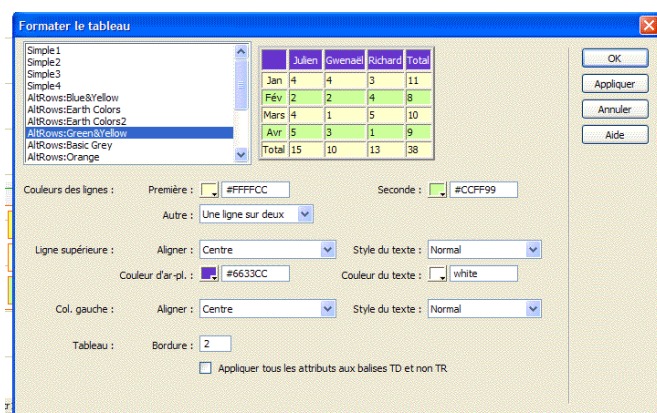 Formater le tableau
Simple1
Simple2
Simple3
Simple4
AltRows:Blue&Yellow
AltRows:Earth Colors
AltRows:Earth Colors2
AltRows:Green&Yellow
AltRows:Basic Grey
AltRows:Orange
Julien Gwenaël Richard Total
Jan 4 4 3 11
Fév 2 2 4 8
Mars 4 1 5 10
Avr 5 3 1 9
Total 15 10 13 38
OK
Appliquer
Annuler
Aide
Couleurs des lignes : Première : #FFFFCC Seconde : #CCFF99
Autre : Une ligne sur deux
Ligne supérieure : Aligner : Centre Style du texte : Normal
Couleur d'ar-pl. : #6633CC Couleur du texte : white
Col. gauche : Aligner : Centre Style du texte : Normal
Tableau : Bordure : 2
Appliquer tous les attributs aux balises TD et non TR